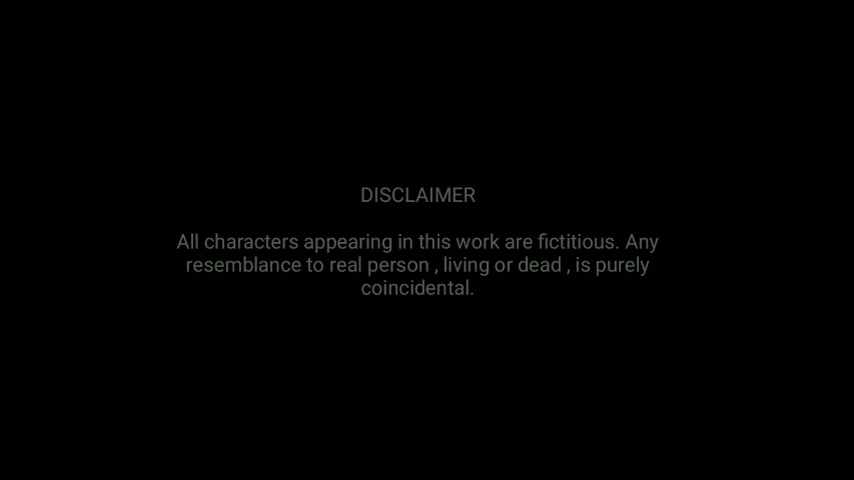 DISCLAIMER
All characters appearing in this work are fictitious. Any
resemblance to real person , living or dead , is purely
coincidental.